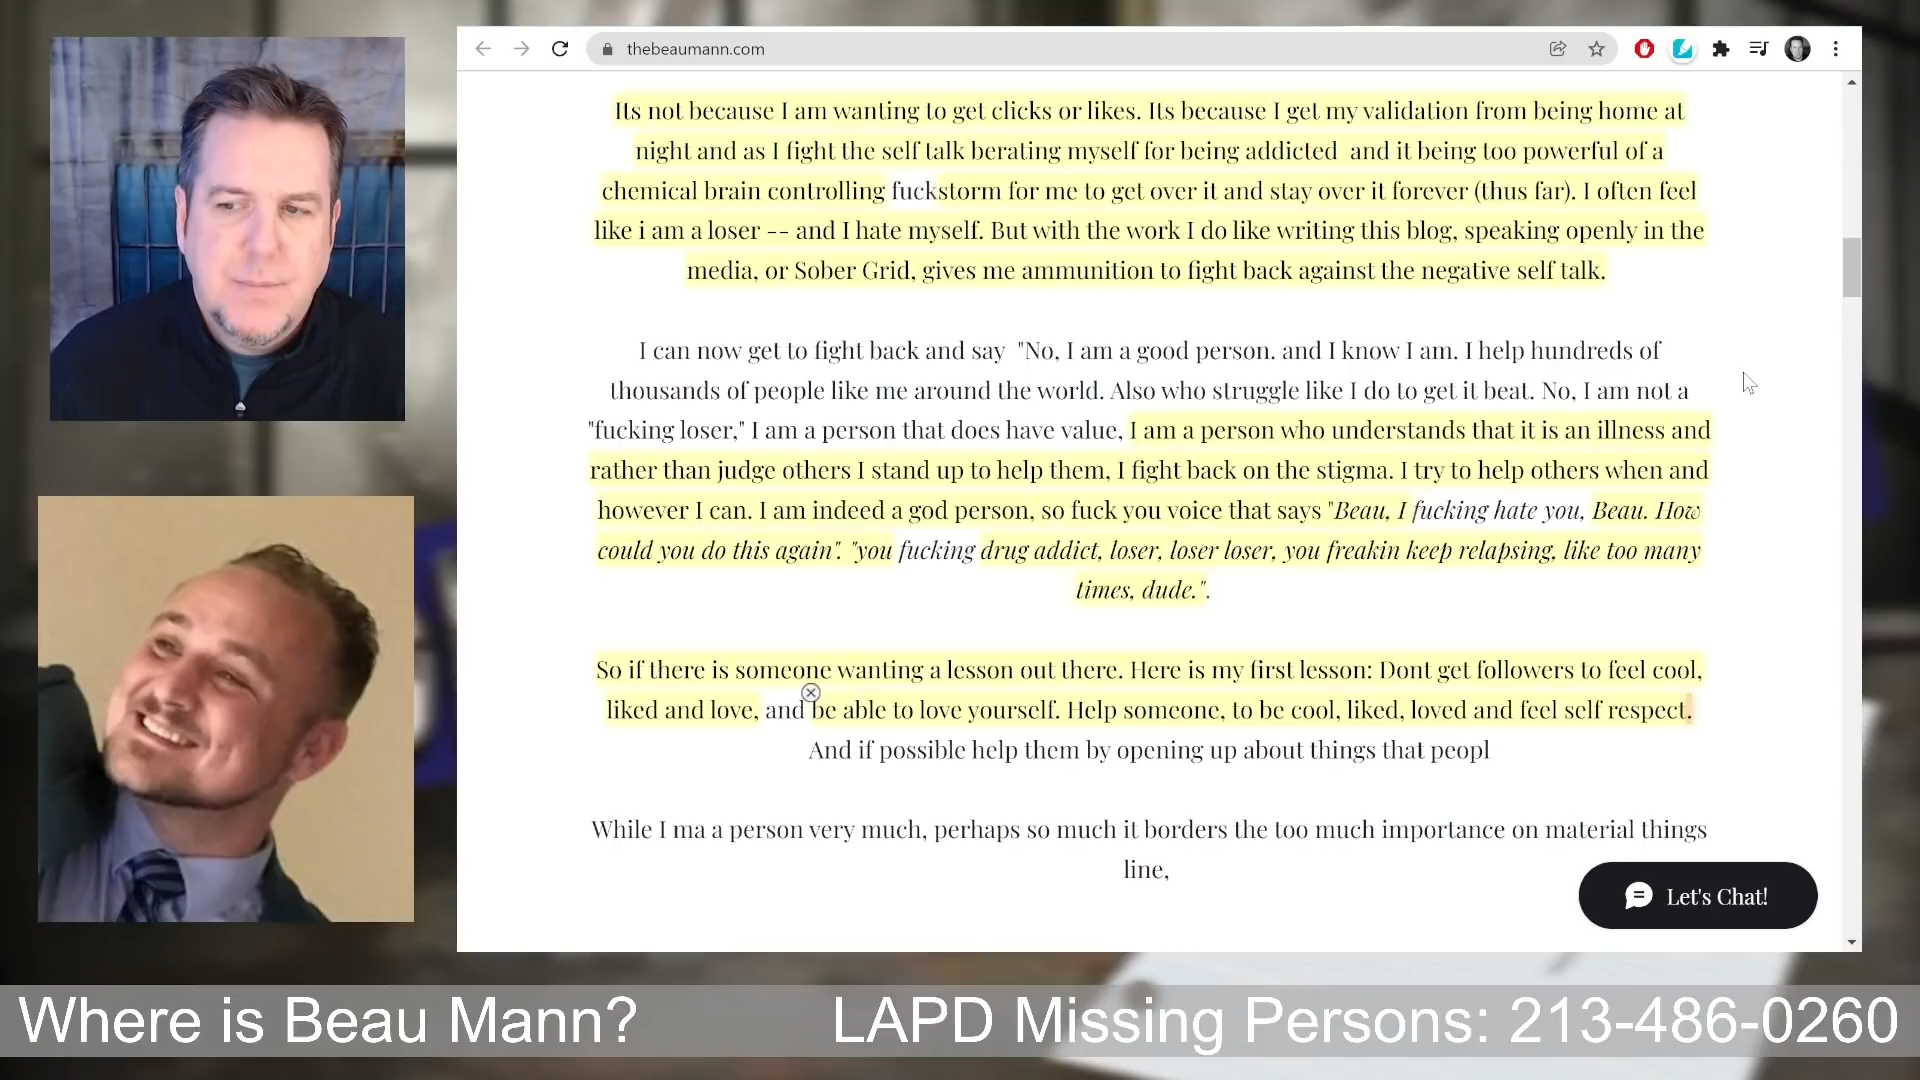 thebeaumann.com
Its not because I am wanting to get clicks or likes. Its because I get my validation from being home at
night and as I fight the self talk berating myself for being addicted and it being too powerful of a
chemical brain controlling fuckstorm for me to get over it and stay over it forever (thus far). I often feel
like i am a loser -- and I hate myself. But with the work I do like writing this blog, speaking openly in the
media, or Sober Grid, gives me ammunition to fight back against the negative self talk.
I can now get to fight back and say "No, I am a good person. and I know I am. I help hundreds of
thousands of people like me around the world. Also who struggle like I do to get it beat. No, I am not a
"fucking loser," I am a person that does have value, I am a person who understands that it is an illness and
rather than judge others I stand up to help them, I fight back on the stigma. I try to help others when and
however I can. I am indeed a god person, so fuck you voice that says "Beau, I fucking hate you, Beau. How
could you do this again". "you fucking drug addict, loser, loser loser, you freakin keep relapsing, like too many
times, dude.".
So if there is someone wanting a lesson out there. Here is my first lesson: Dont get followers to feel cool,
liked and love, and be able to love yourself. Help someone, to be cool, liked, loved and feel self respect.
And if possible help them by opening up about things that peopl
While I ma a person very much, perhaps so much it borders the too much importance on material things
line,
Let's Chat!
Where is Beau Mann? LAPD Missing Persons: 213-486-0260